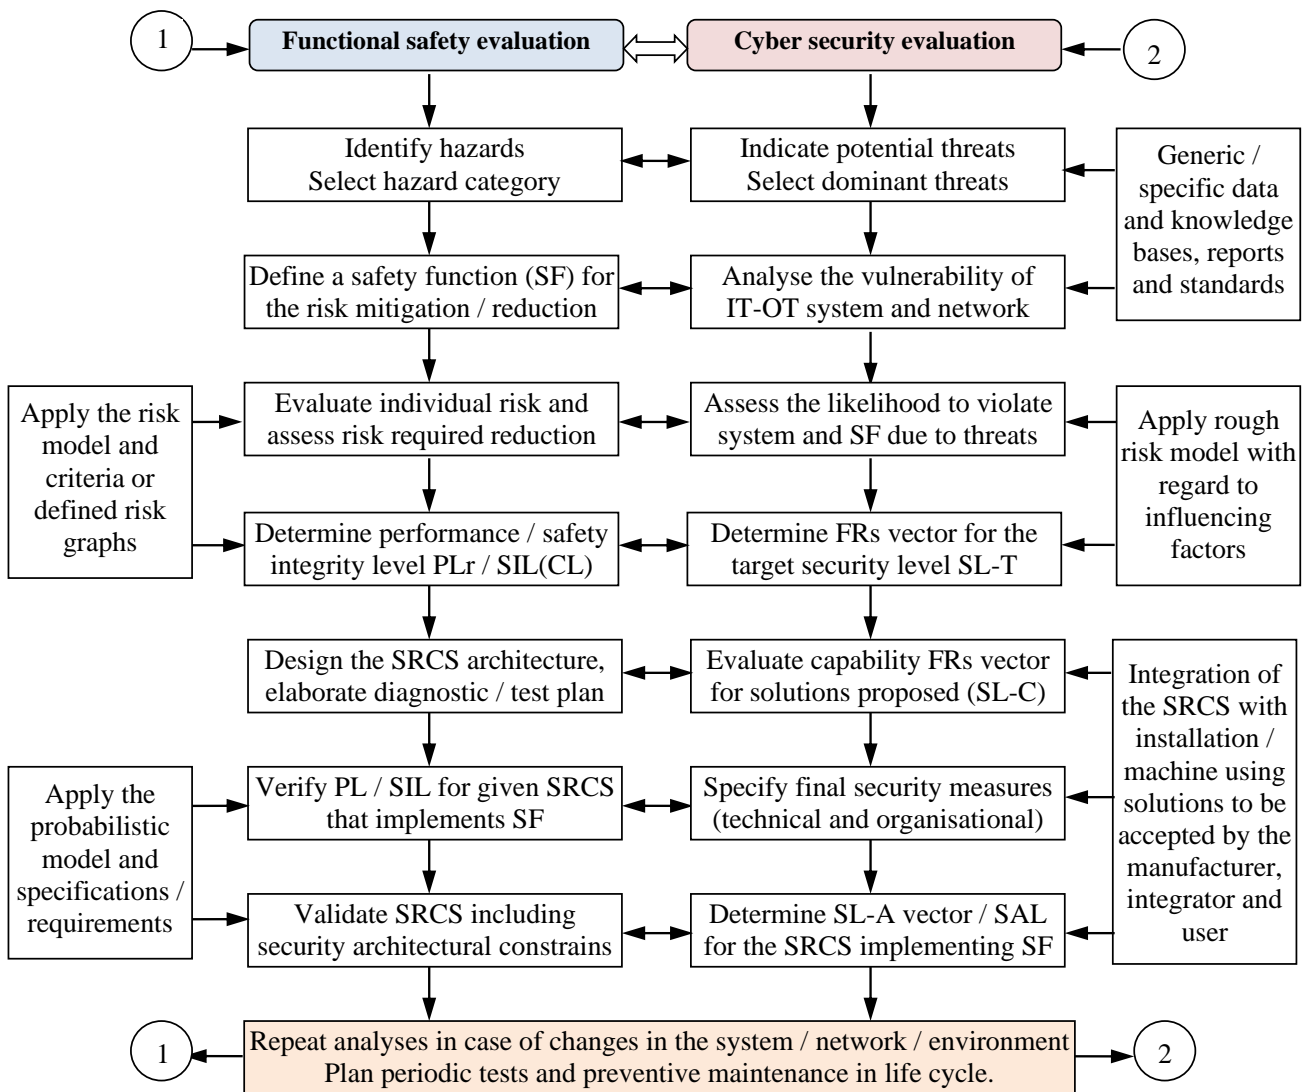 1
Functional safety evaluation
Cyber security evaluation
2
Identify hazards
Select hazard category
Indicate potential threats
Select dominant threats
Generic /
specific data
and knowledge
bases, reports
and standards
Define a safety function (SF) for
the risk mitigation / reduction
Analyse the vulnerability of
IT-OT system and network
Apply the risk
model and
criteria or
defined risk
graphs
Evaluate individual risk and
assess risk required reduction
Assess the likelihood to violate
system and SF due to threats
Apply rough
risk model with
regard to
influencing
factors
Determine performance / safety
integrity level PLr / SIL(CL)
Determine FRs vector for the
target security level SL-T
Design the SRCS architecture,
elaborate diagnostic / test plan
Evaluate capability FRs vector
for solutions proposed (SL-C)
Integration of
the SRCS with
installation /
machine using
solutions to be
accepted by the
manufacturer,
integrator and
user
Apply the
probabilistic
model and
specifications /
requirements
Verify PL / SIL for given SRCS
that implements SF
Specify final security measures
(technical and organisational)
Validate SRCS including
security architectural constrains
Determine SL-A vector / SAL
for the SRCS implementing SF
1
Repeat analyses in case of changes in the system / network / environment
Plan periodic tests and preventive maintenance in life cycle.
2